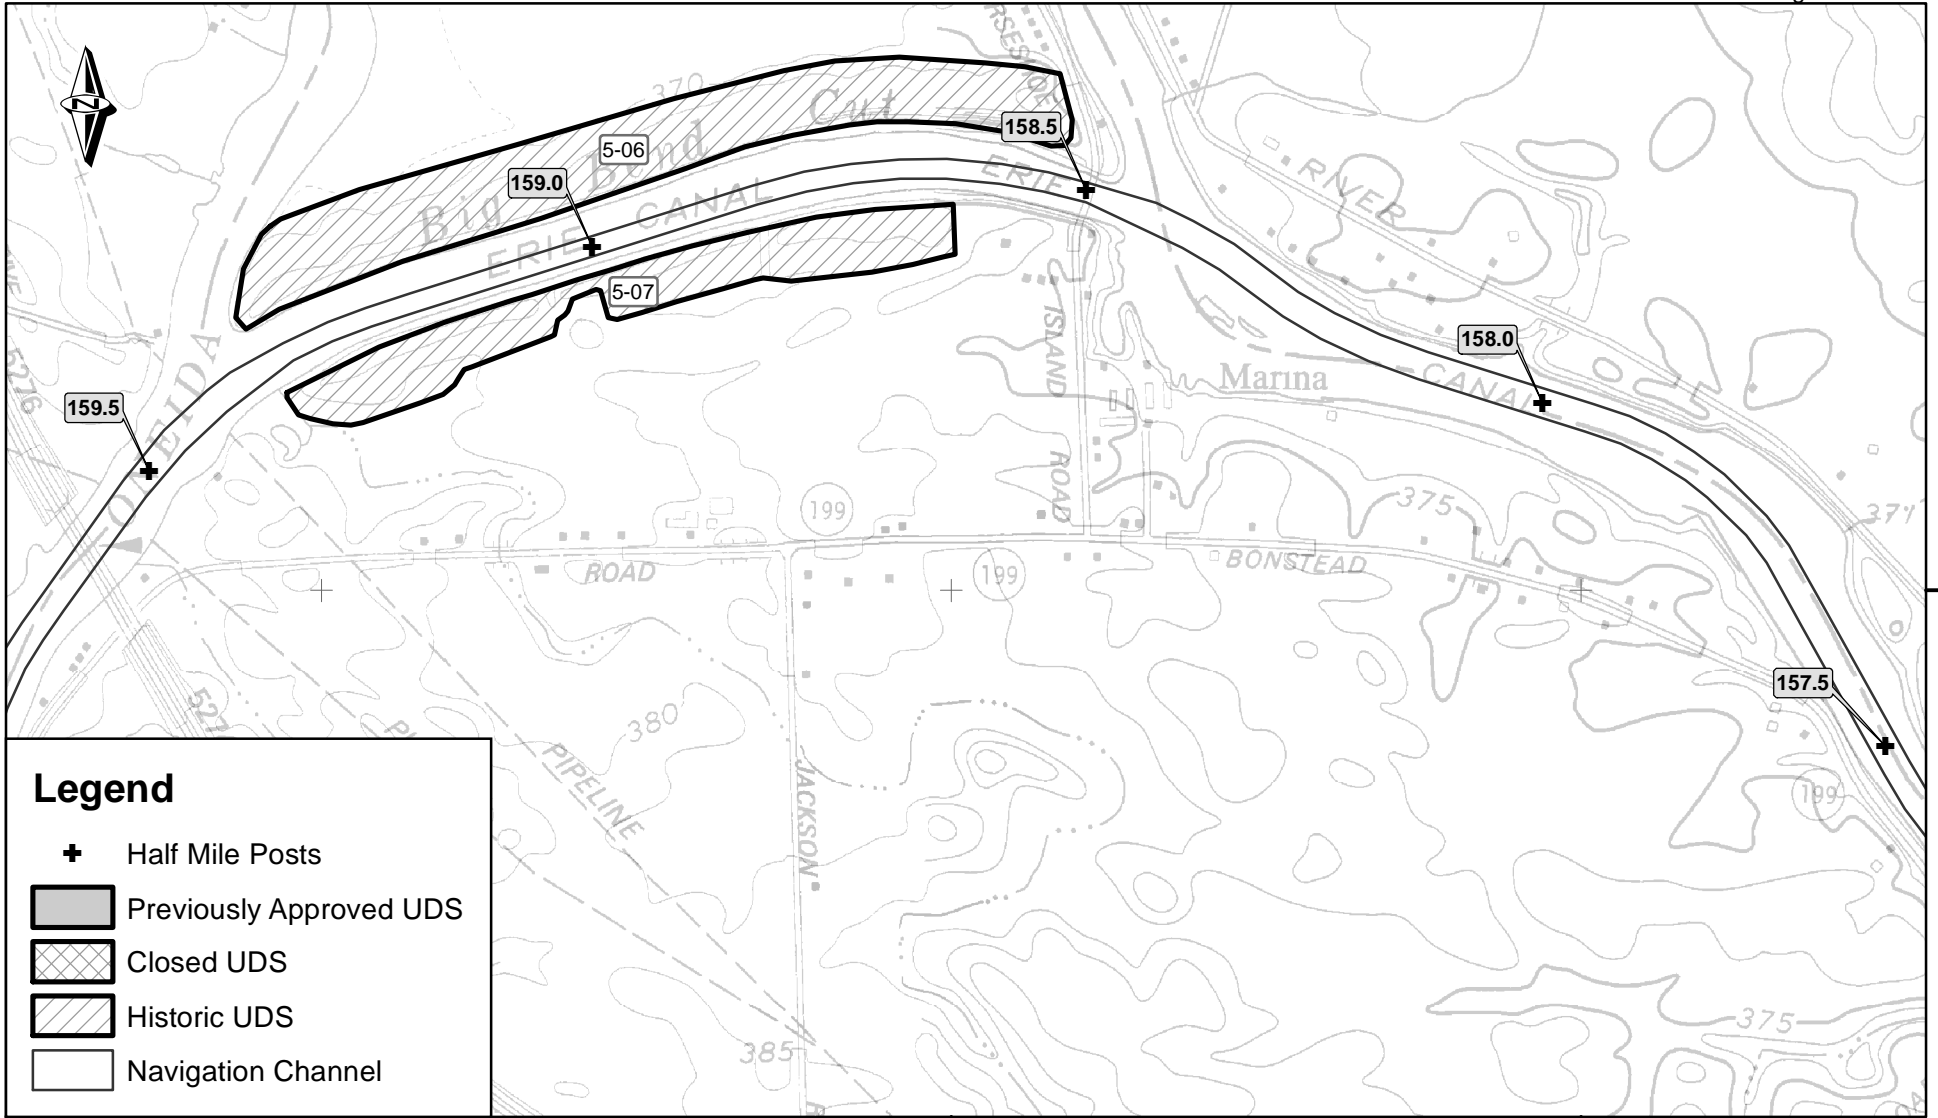 N
370
Big Bend Cut
5-06
158.5
159.0
ERIE CANAL
ERIE
RIVER
5-07
ISLAND ROAD
158.0
Marina
CANAL
5276
159.5
ONEIDA
199
375
371
ROAD
199
BONSTEAD
157.5
380
PIPELINE
JACKSON
199
375
385
Legend
Half Mile Posts
Previously Approved UDS
Closed UDS
Historic UDS
Navigation Channel